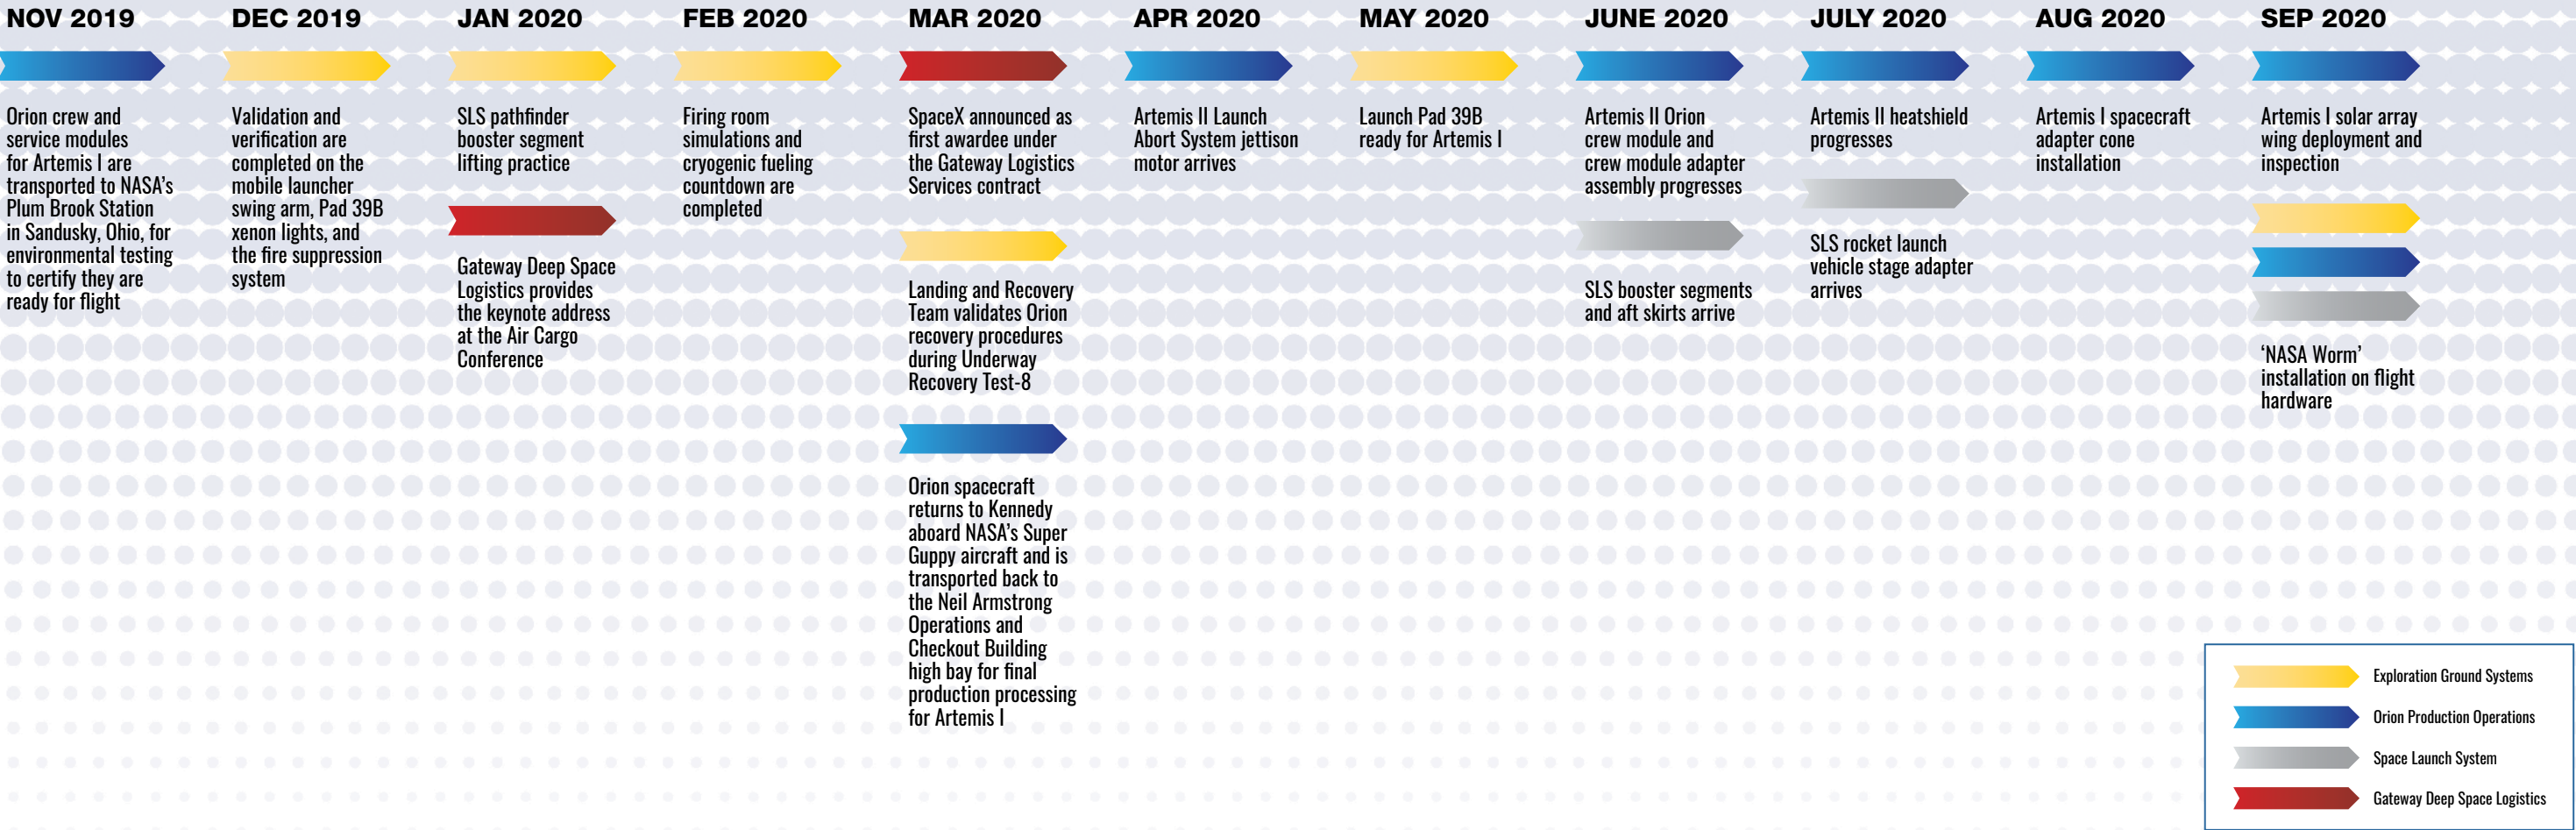 NOV 2019
Orion crew and
service modules
for Artemis I are
transported to NASA’s
Plum Brook Station
in Sandusky, Ohio, for
environmental testing
to certify they are
ready for flight
DEC 2019
Validation and
verification are
completed on the
mobile launcher
swing arm, Pad 39B
xenon lights, and
the fire suppression
system
JAN 2020
SLS pathfinder
booster segment
lifting practice
Gateway Deep Space
Logistics provides
the keynote address
at the Air Cargo
Conference
FEB 2020
Firing room
simulations and
cryogenic fueling
countdown are
completed
MAR 2020
SpaceX announced as
first awardee under
the Gateway Logistics
Services contract
Landing and Recovery
Team validates Orion
recovery procedures
during Underway
Recovery Test-8
Orion spacecraft
returns to Kennedy
aboard NASA’s Super
Guppy aircraft and is
transported back to
the Neil Armstrong
Operations and
Checkout Building
high bay for final
production processing
for Artemis I
APR 2020
Artemis II Launch
Abort System jettison
motor arrives
MAY 2020
Launch Pad 39B
ready for Artemis I
JUNE 2020
Artemis II Orion
crew module and
crew module adapter
assembly progresses
SLS booster segments
and aft skirts arrive
JULY 2020
Artemis II heatshield
progresses
SLS rocket launch
vehicle stage adapter
arrives
AUG 2020
Artemis I spacecraft
adapter cone
installation
SEP 2020
Artemis I solar array
wing deployment and
inspection
‘NASA Worm’
installation on flight
hardware
Exploration Ground Systems
Orion Production Operations
Space Launch System
Gateway Deep Space Logistics